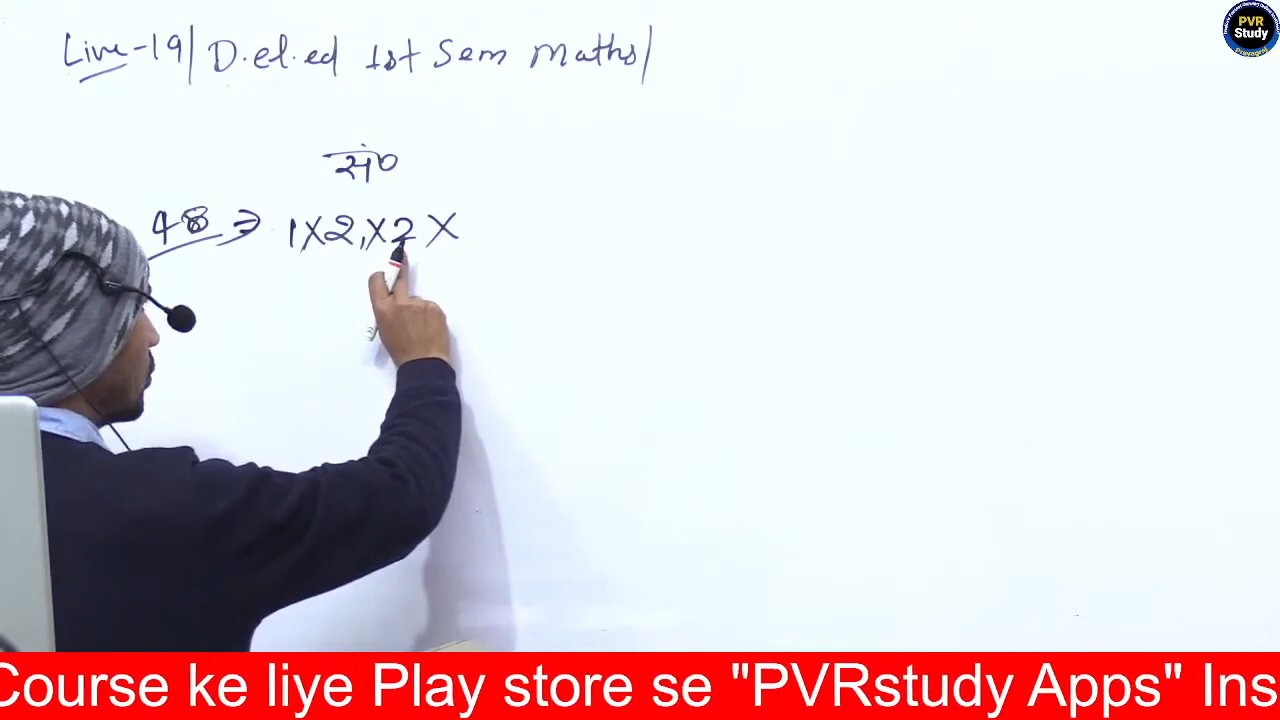 Live-19| D.el.ed 1st Sem Maths|
PVR
Study
Prayagraj
48 ⇒ 1×2,×2×
Course ke liye Play store se "PVRstudy Apps" Ins